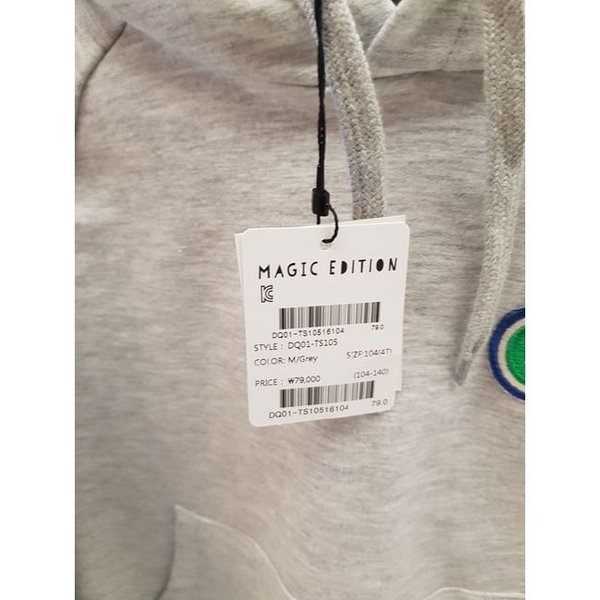 MAGIC EDITION
KC
DQ01-TS10516104 79.0
STYLE : DQ01-TS105
COLOR: M/Grey SIZE:104(4T)
PRICE : ₩79,000 (104-140)
DQ01-TS10516104 79.0